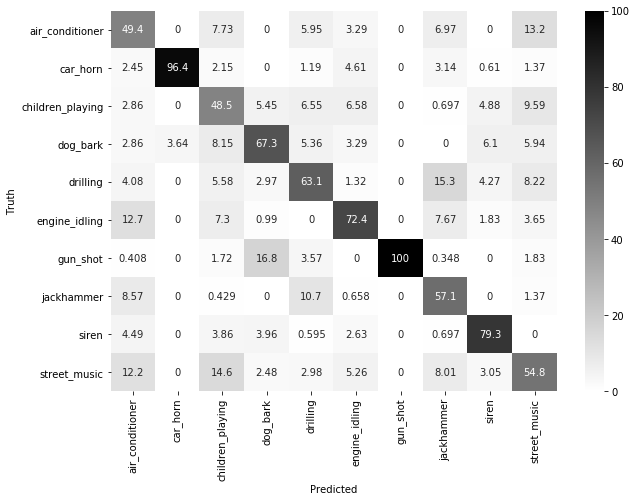 air_conditioner 49.4 0 7.73 0 5.95 3.29 0 6.97 0 13.2
car_horn 2.45 96.4 2.15 0 1.19 4.61 0 3.14 0.61 1.37
children_playing 2.86 0 48.5 5.45 6.55 6.58 0 0.697 4.88 9.59
dog_bark 2.86 3.64 8.15 67.3 5.36 3.29 0 0 6.1 5.94
drilling 4.08 0 5.58 2.97 63.1 1.32 0 15.3 4.27 8.22
engine_idling 12.7 0 7.3 0.99 0 72.4 0 7.67 1.83 3.65
gun_shot 0.408 0 1.72 16.8 3.57 0 100 0.348 0 1.83
jackhammer 8.57 0 0.429 0 10.7 0.658 0 57.1 0 1.37
siren 4.49 0 3.86 3.96 0.595 2.63 0 0.697 79.3 0
street_music 12.2 0 14.6 2.48 2.98 5.26 0 8.01 3.05 54.8
Truth
air_conditioner
car_horn
children_playing
dog_bark
drilling
engine_idling
gun_shot
jackhammer
siren
street_music
Predicted
100
80
60
40
20
0